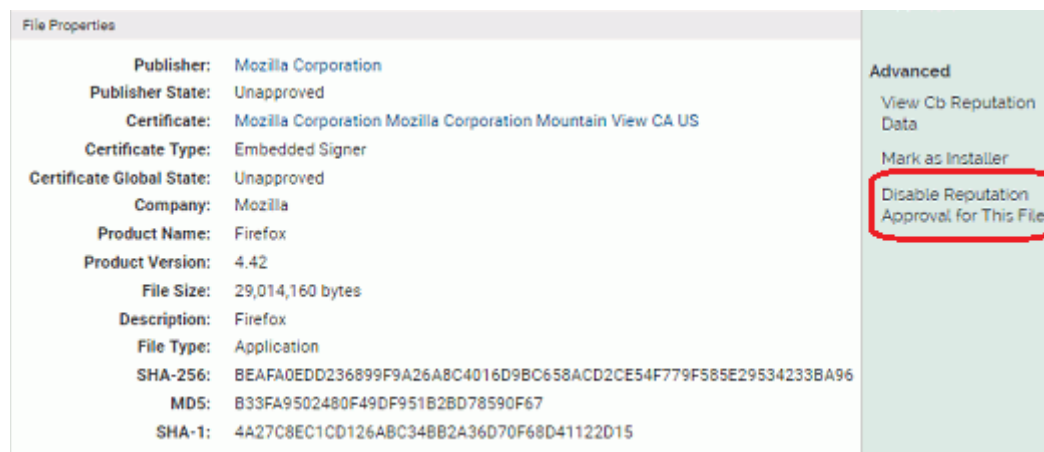 File Properties
Publisher: Mozilla Corporation
Publisher State: Unapproved
Certificate: Mozilla Corporation Mozilla Corporation Mountain View CA US
Certificate Type: Embedded Signer
Certificate Global State: Unapproved
Company: Mozilla
Product Name: Firefox
Product Version: 4.42
File Size: 29,014,160 bytes
Description: Firefox
File Type: Application
SHA-256: BEAFA0EDD236899F9A26A8C4016D9BC658ACD2CE54F779F585E29534233BA96
MD5: B33FA9502480F49DF951B2BD78590F67
SHA-1: 4A27C8EC1CD126ABC34BB2A36D70F68D41122D15
Advanced
View Cb Reputation
Data
Mark as Installer
Disable Reputation
Approval for This File